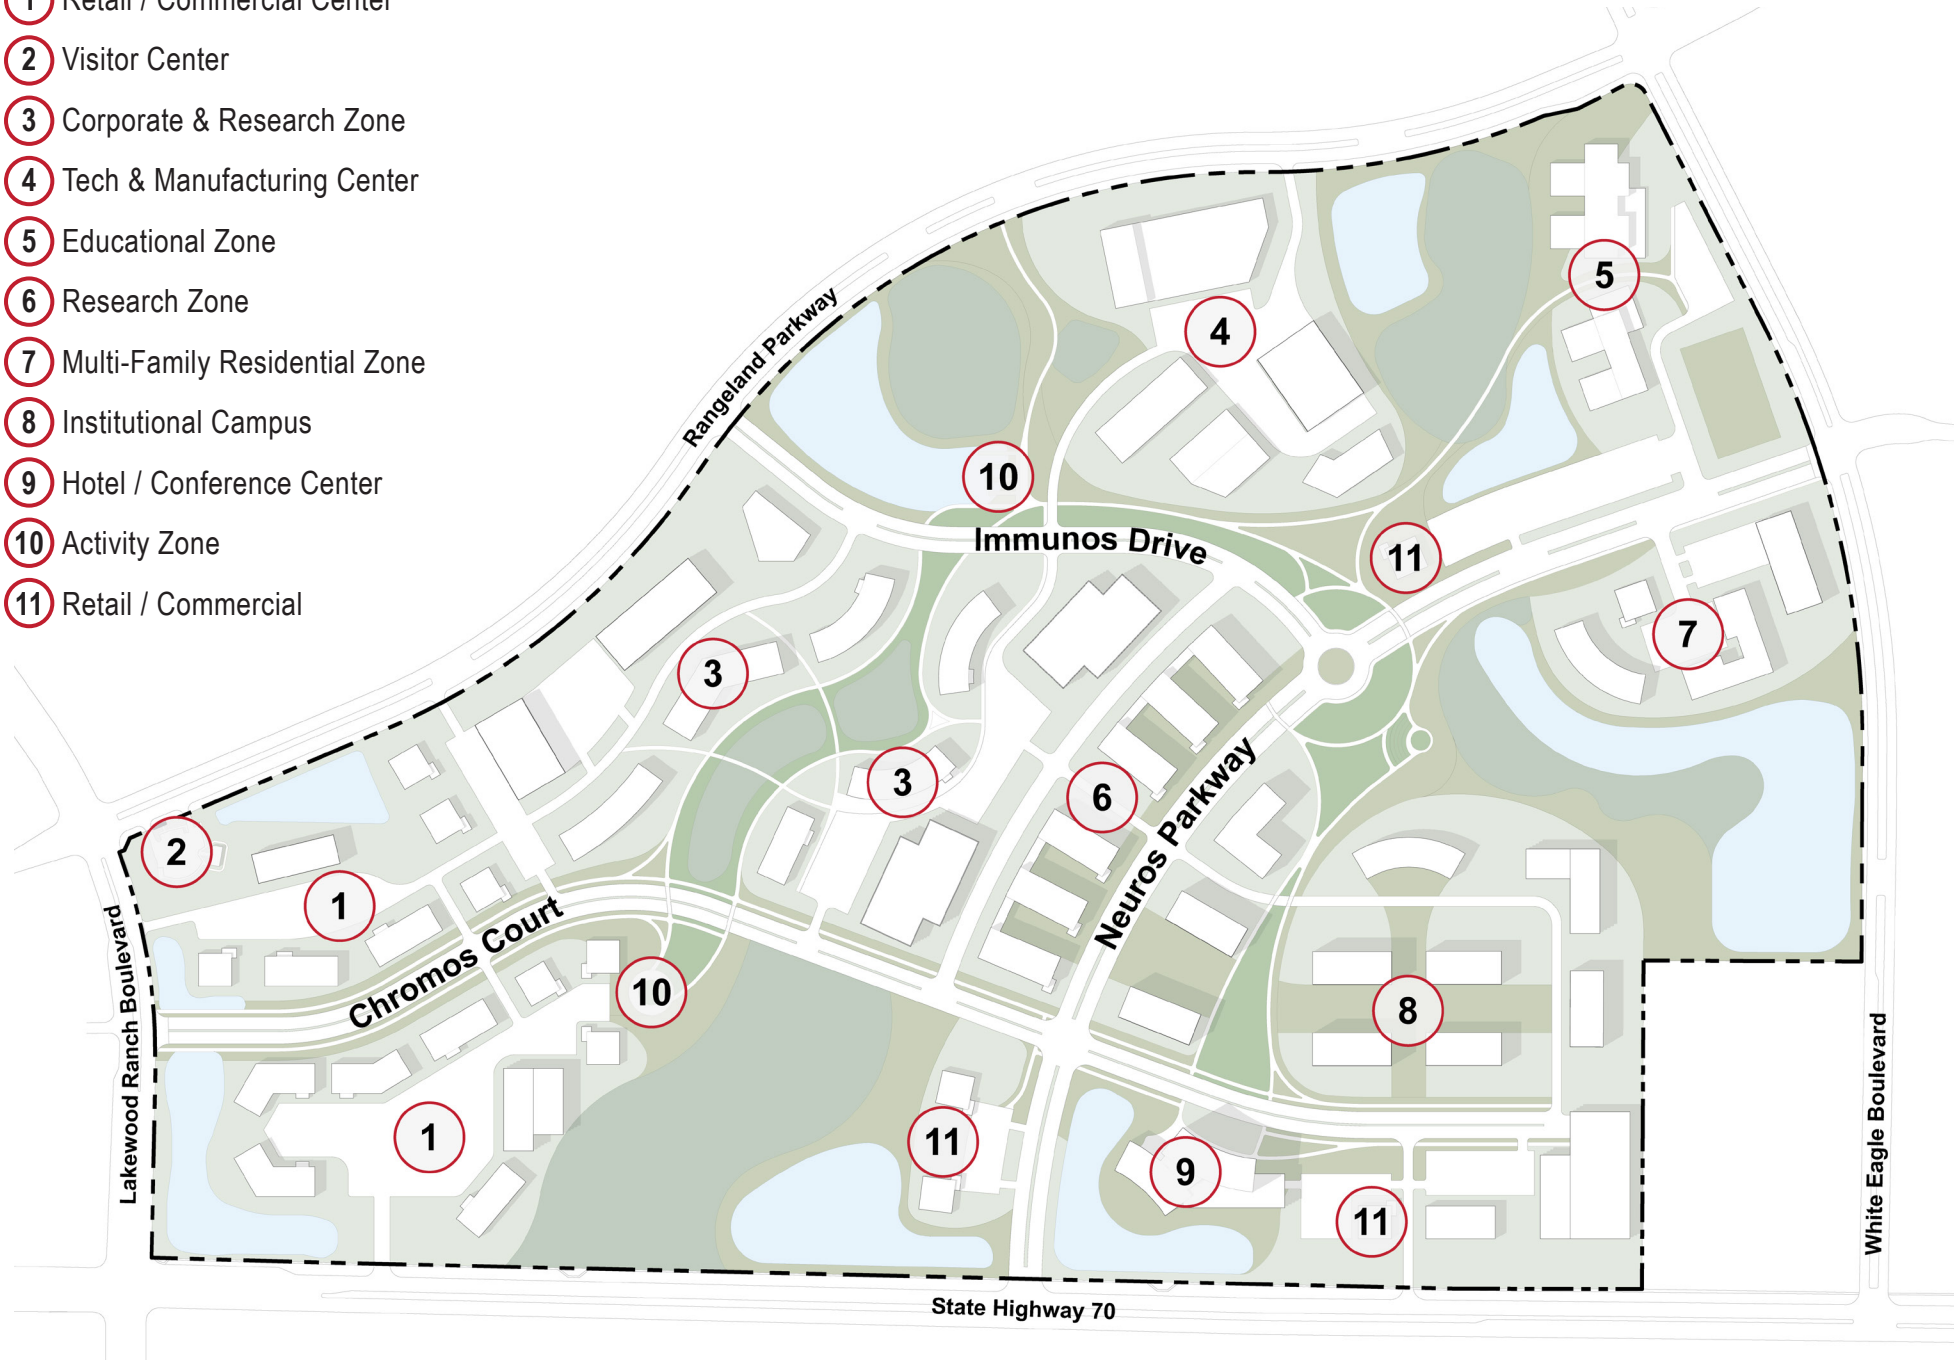 1 Retail / Commercial Center
2 Visitor Center
3 Corporate & Research Zone
4 Tech & Manufacturing Center
5 Educational Zone
6 Research Zone
7 Multi-Family Residential Zone
8 Institutional Campus
9 Hotel / Conference Center
10 Activity Zone
11 Retail / Commercial
5
4
Rangeland Parkway
10
Immunos Drive
11
7
3
3
6
Neuros Parkway
2
1
Chromos Court
Lakewood Ranch Boulevard
10
8
1
11
9
11
White Eagle Boulevard
State Highway 70